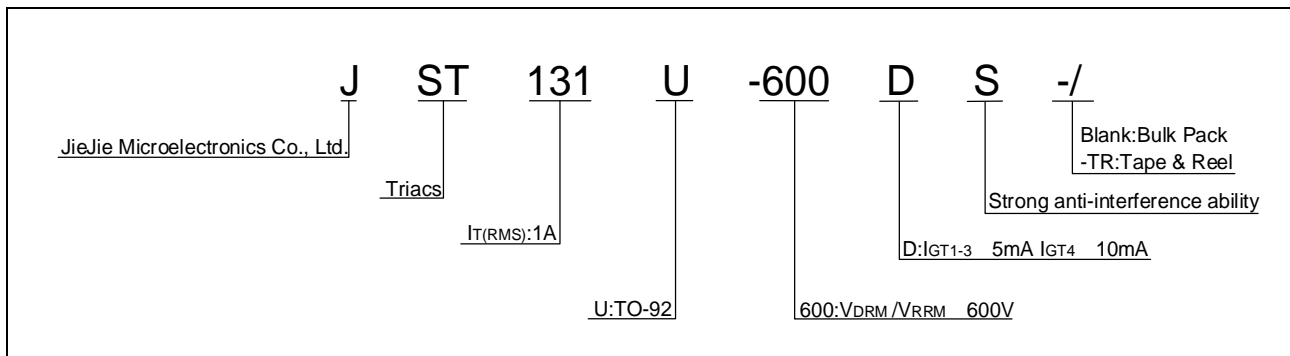 J ST 131 U -600 D S -/
JieJie Microelectronics Co., Ltd.
Blank:Bulk Pack
-TR:Tape & Reel
Triacs
Strong anti-interference ability
IT(RMS):1A
D:IGT1-3 5mA IGT4 10mA
U:TO-92
600:VDRM /VRRM 600V